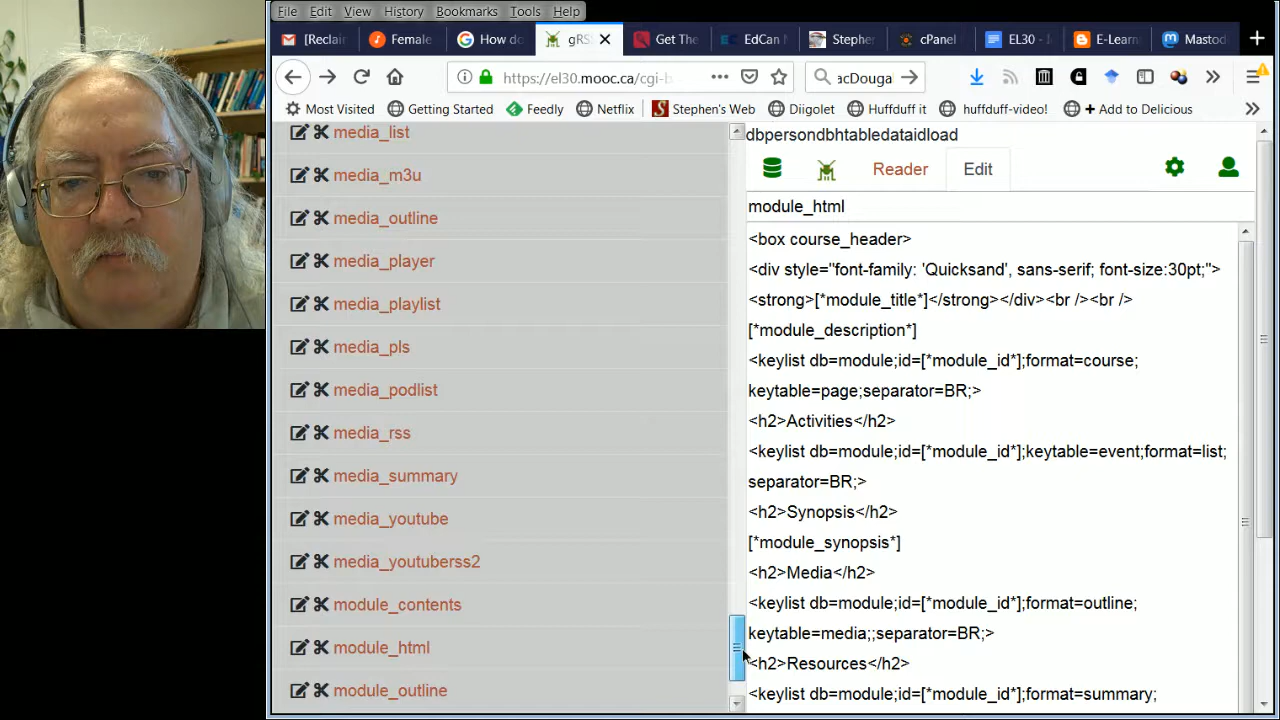 File Edit View History Bookmarks Tools Help
[Reclaim Female How do gRS Get The EdCan N Stephe cPanel EL30 - J E-Learn Mastod
https://el30.mooc.ca/cgi-b acDouga
Most Visited Getting Started Feedly Netflix Stephen's Web Diigolet Huffduff it huffduff-video! + Add to Delicious
media_list
media_m3u
media_outline
media_player
media_playlist
media_pls
media_podlist
media_rss
media_summary
media_youtube
media_youtuberss2
module_contents
module_html
module_outline
dbpersondbhtabledataidload
Reader Edit
module_html
<box course_header>
<div style="font-family: 'Quicksand', sans-serif; font-size:30pt;">
<strong>[*module_title*]</strong></div><br /><br />
[*module_description*]
<keylist db=module;id=[*module_id*];format=course;
keytable=page;separator=BR;>
<h2>Activities</h2>
<keylist db=module;id=[*module_id*];keytable=event;format=list;
separator=BR;>
<h2>Synopsis</h2>
[*module_synopsis*]
<h2>Media</h2>
<keylist db=module;id=[*module_id*];format=outline;
keytable=media;;separator=BR;>
<h2>Resources</h2>
<keylist db=module;id=[*module_id*];format=summary;